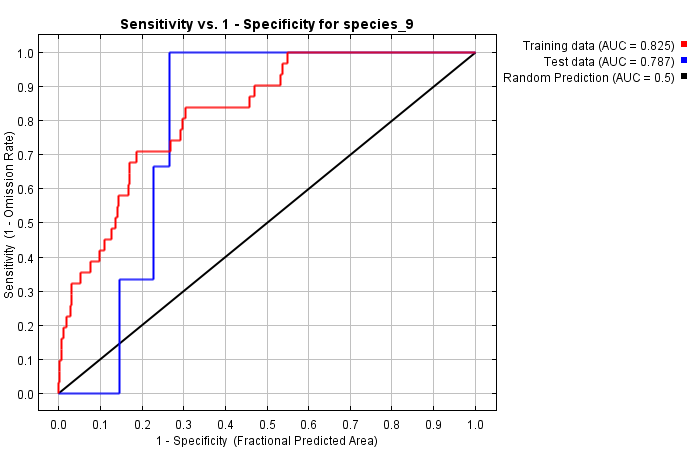 Sensitivity vs. 1 - Specificity for species_9
Training data (AUC = 0.825)
Test data (AUC = 0.787)
Random Prediction (AUC = 0.5)
Sensitivity (1 - Omission Rate)
1.0
0.9
0.8
0.7
0.6
0.5
0.4
0.3
0.2
0.1
0.0
0.0 0.1 0.2 0.3 0.4 0.5 0.6 0.7 0.8 0.9 1.0
1 - Specificity (Fractional Predicted Area)